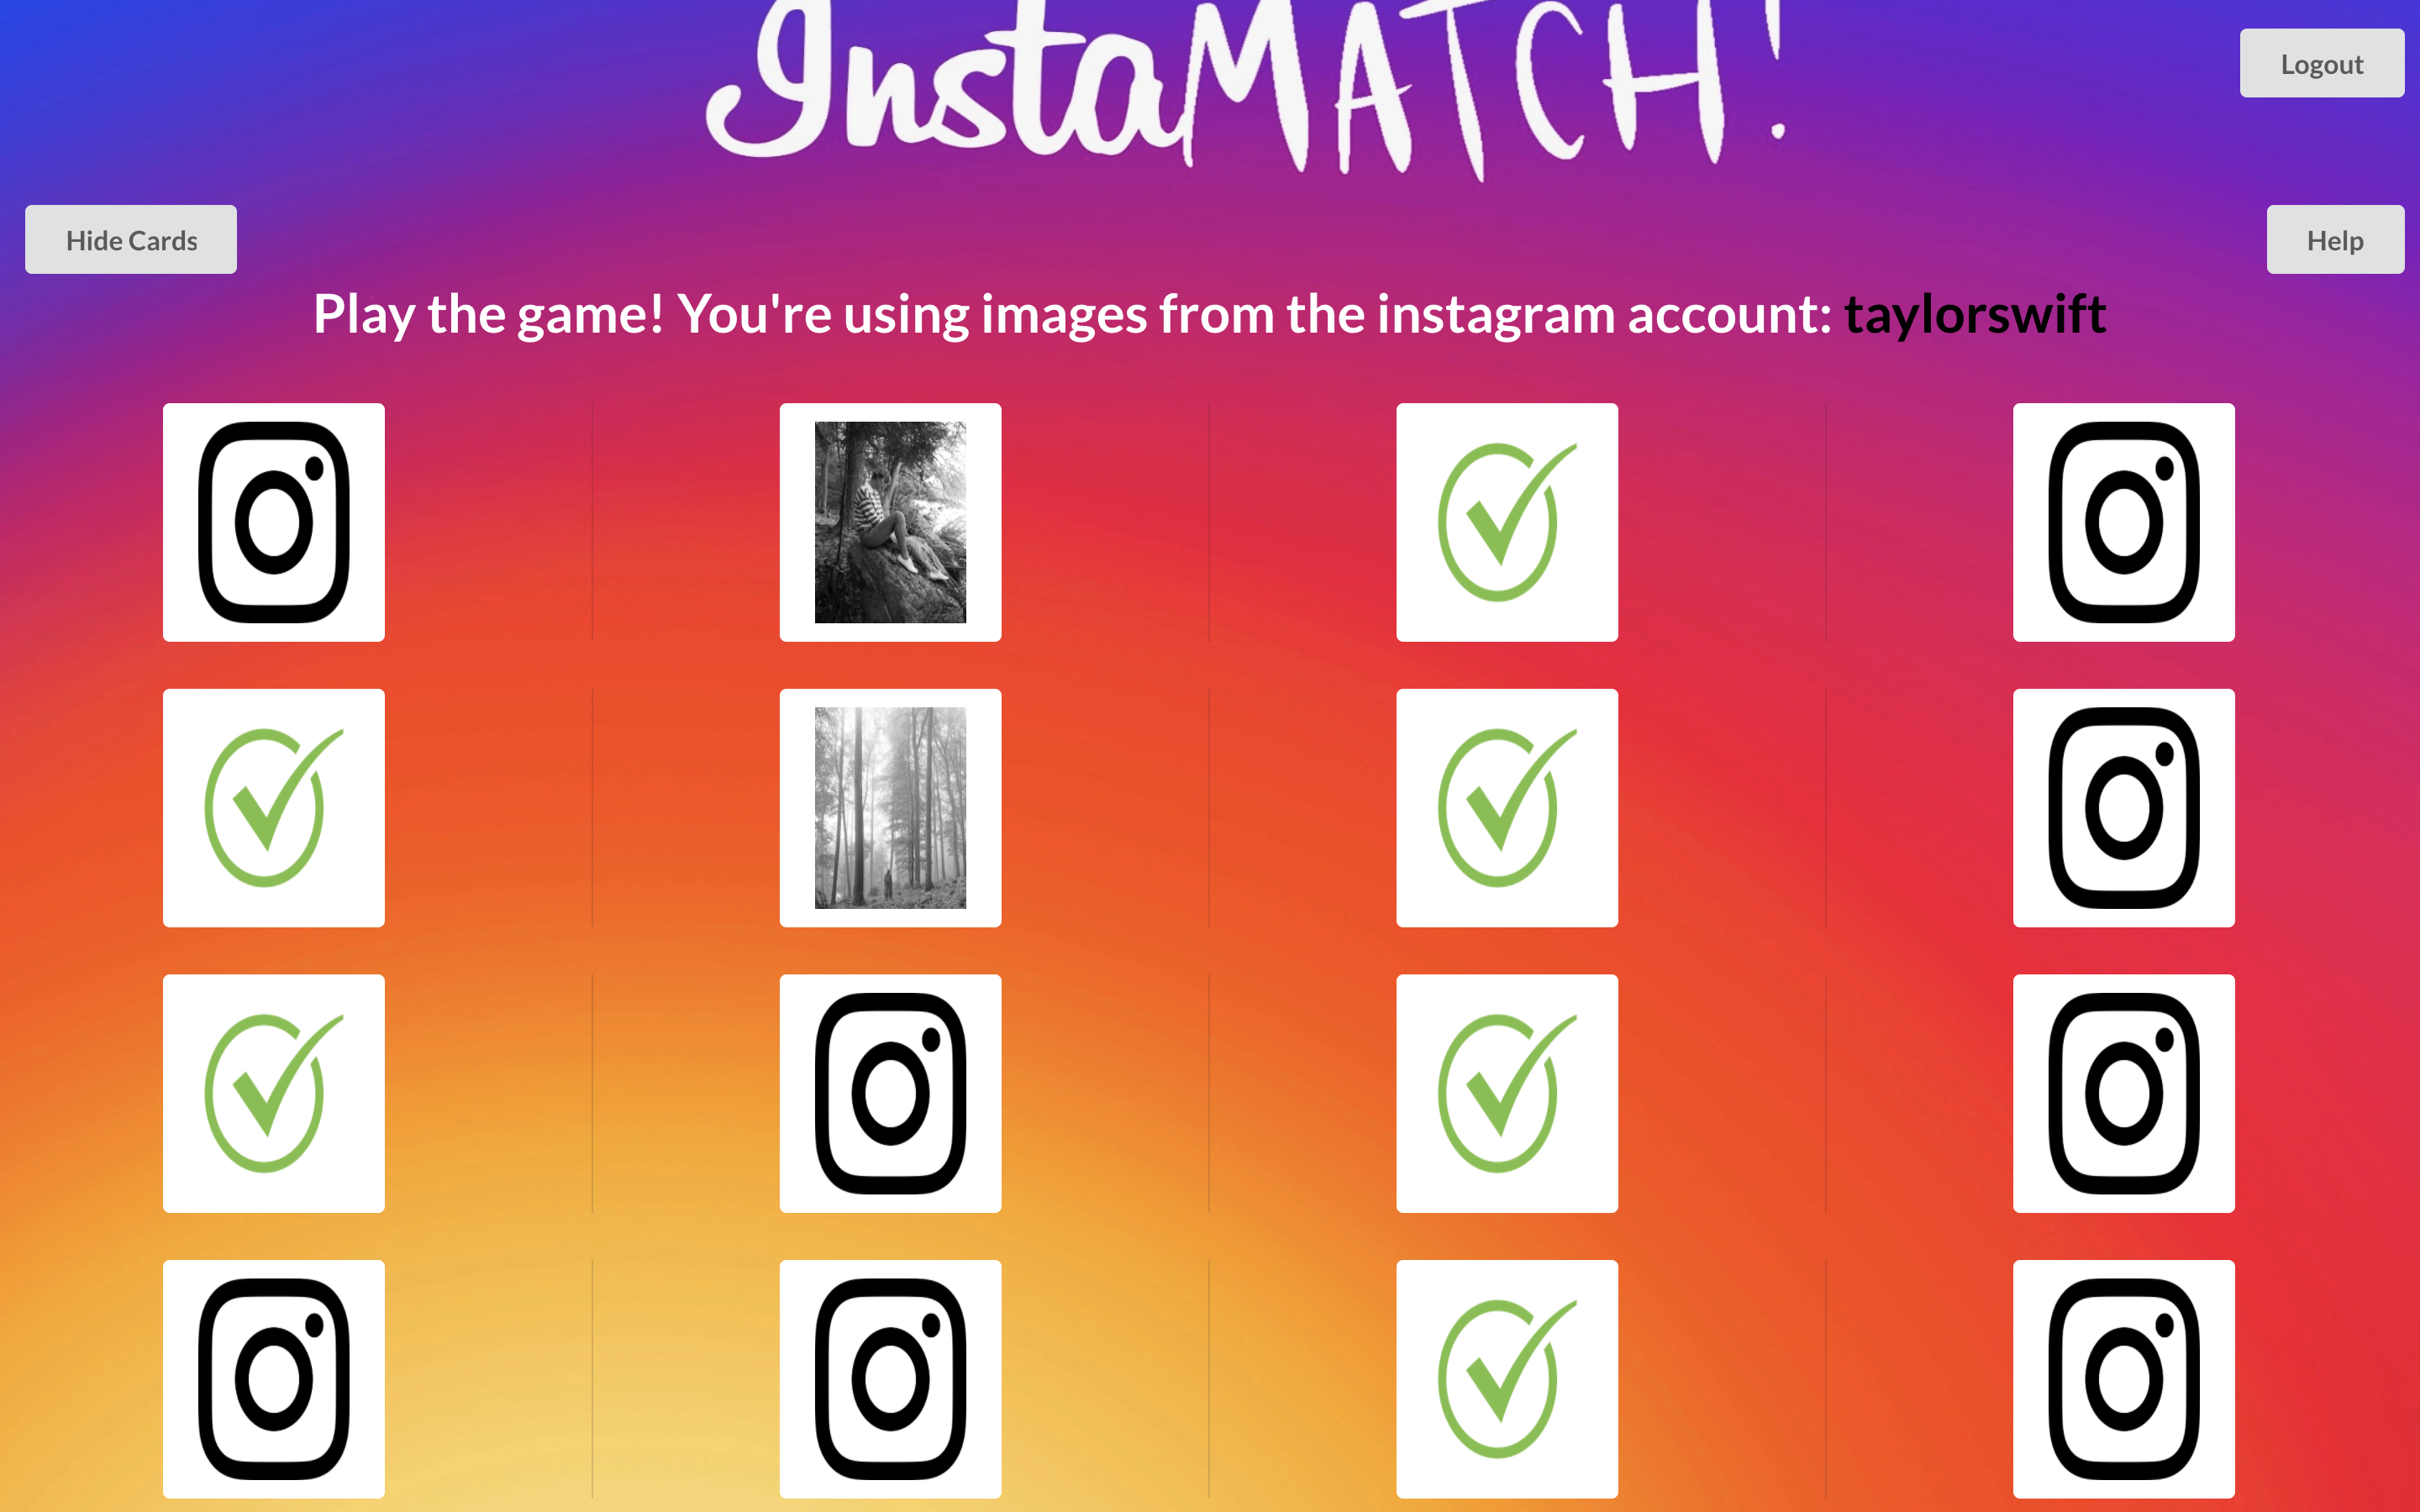 InstaMATCH!
Logout
Hide Cards
Help
Play the game! You're using images from the instagram account: taylorswift